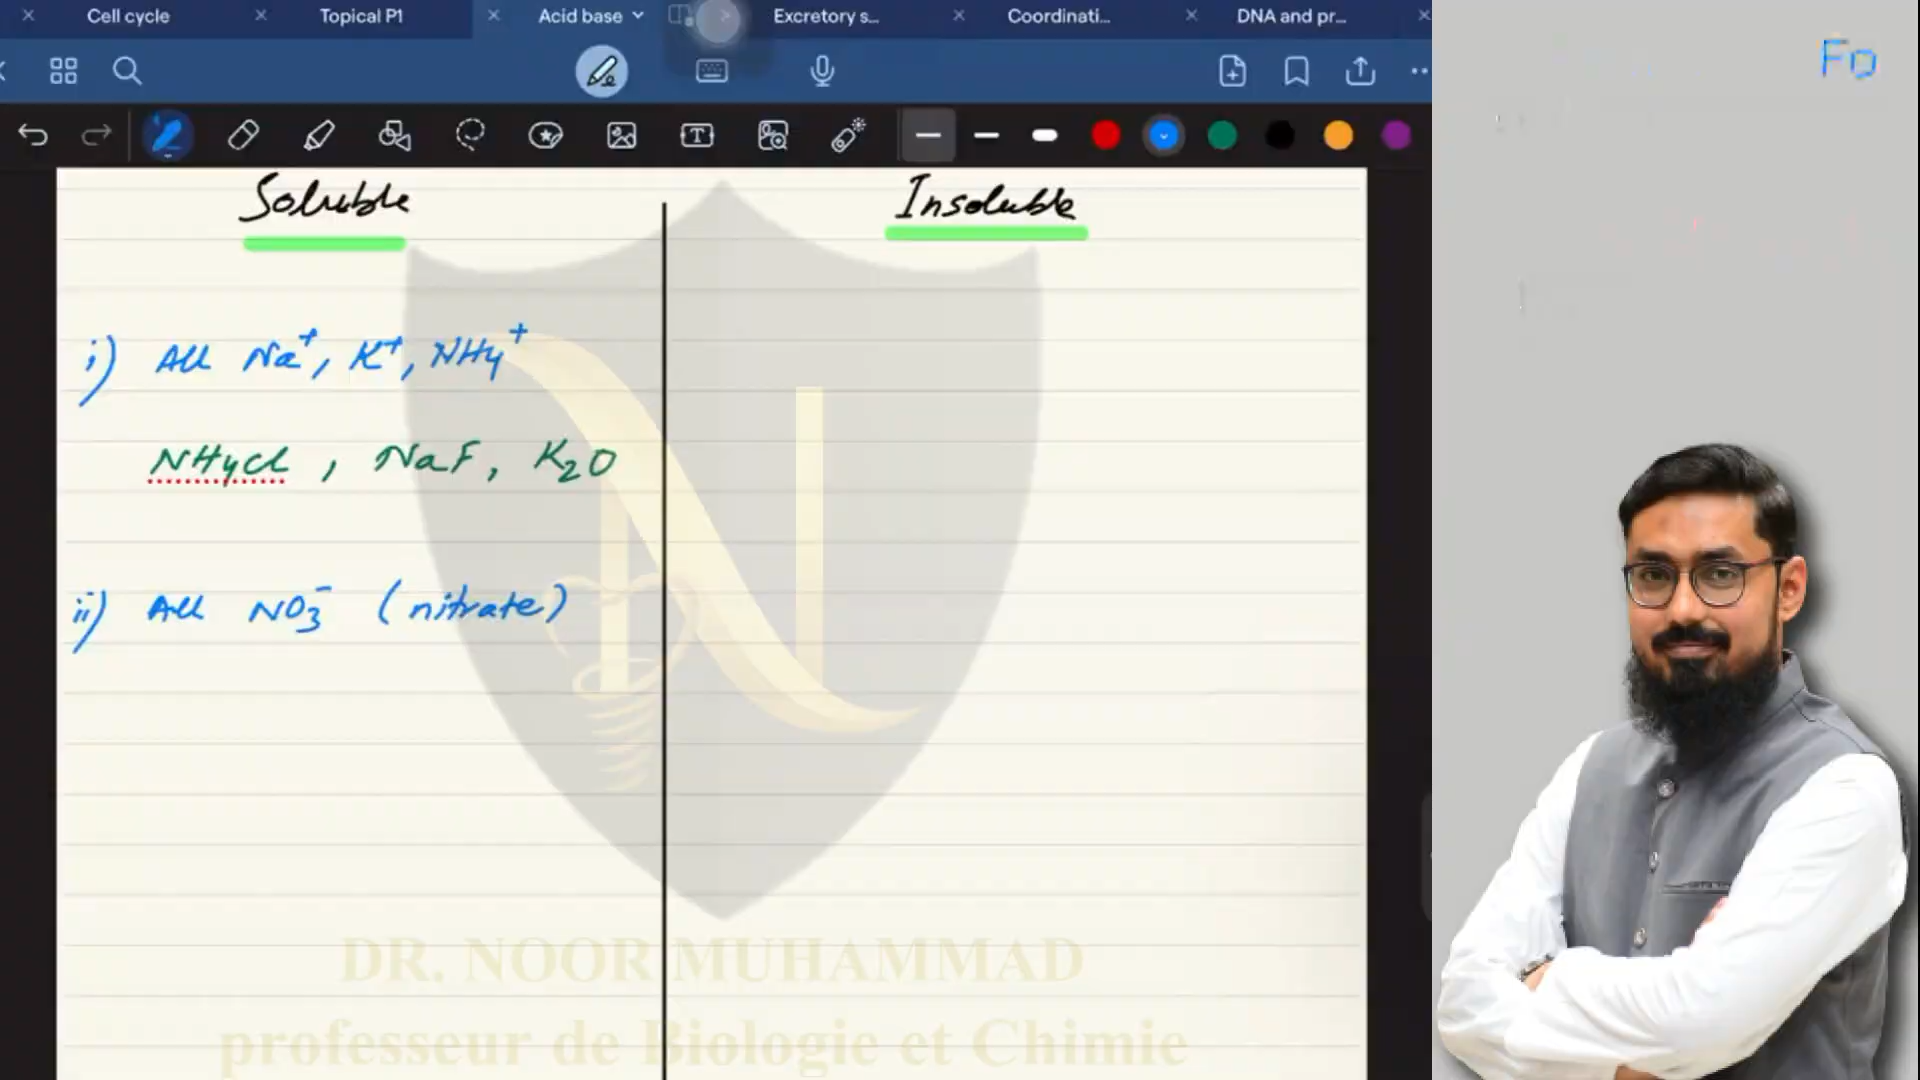 Cell cycle
Topical P1
Acid base
Excretory s...
Coordinati...
DNA and pr...
Fo
Soluble
Insoluble
i) All Na⁺, K⁺, NH₄⁺
NH₄Cl, NaF, K₂O
ii) All NO₃⁻ (nitrate)
DR. NOOR MUHAMMAD
professeur de Biologie et Chimie